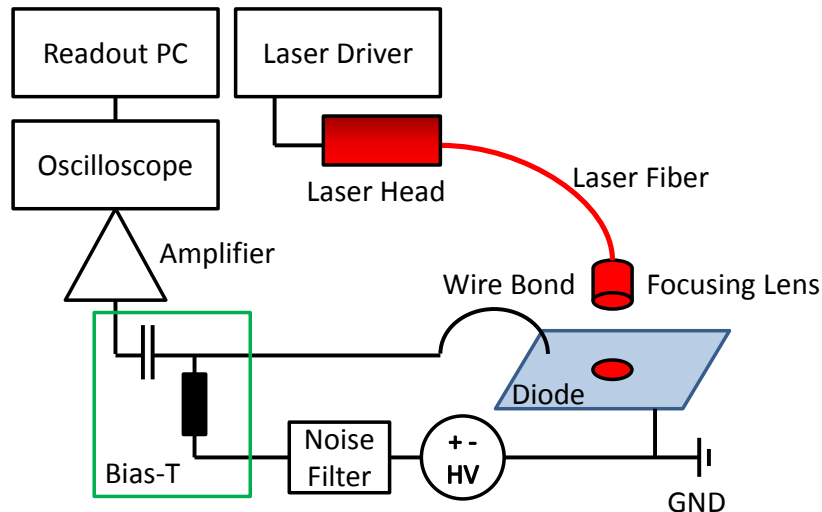 Readout PC
Laser Driver
Oscilloscope
Laser Head
Laser Fiber
Amplifier
Wire Bond
Focusing Lens
Diode
Bias-T
Noise
Filter
+ -
HV
GND